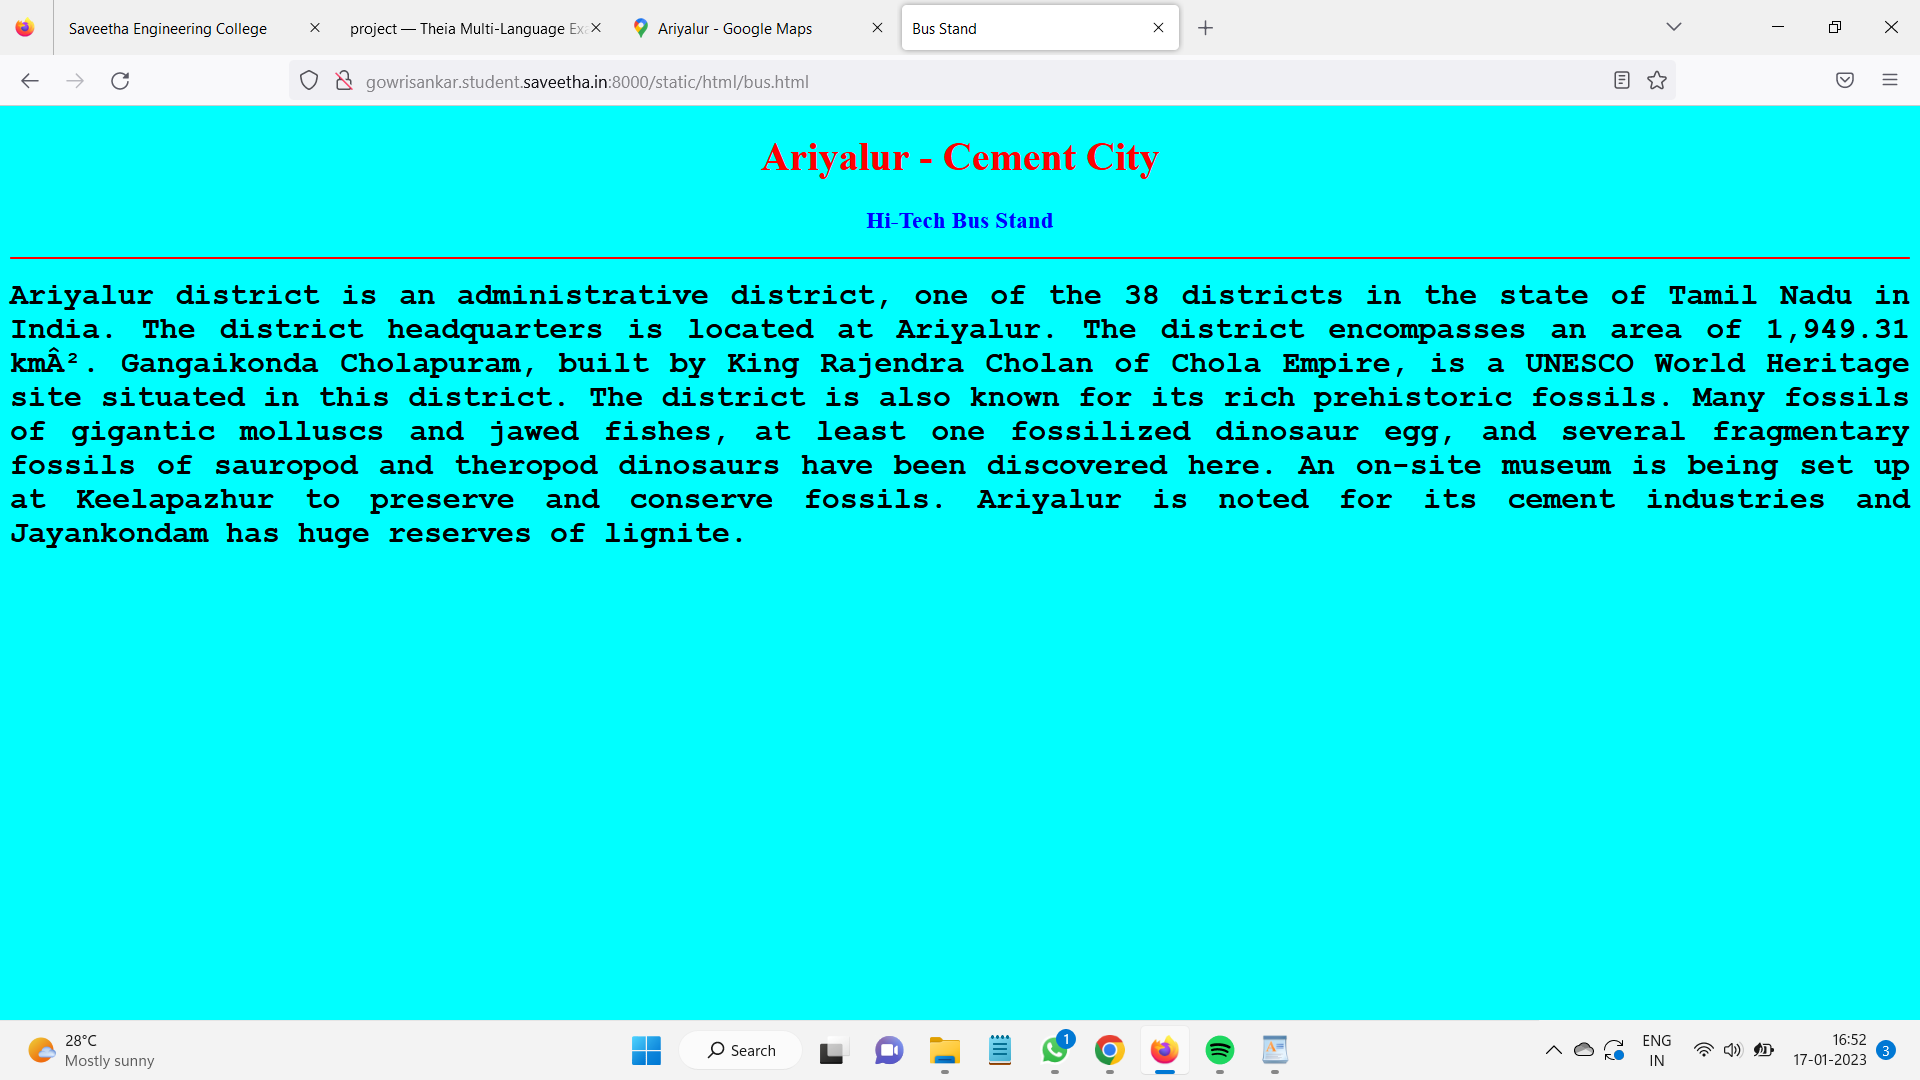 Saveetha Engineering College
project — Theia Multi-Language Exa
Ariyalur - Google Maps
Bus Stand
gowrisankar.student.saveetha.in:8000/static/html/bus.html
Ariyalur - Cement City
Hi-Tech Bus Stand
Ariyalur district is an administrative district, one of the 38 districts in the state of Tamil Nadu in
India. The district headquarters is located at Ariyalur. The district encompasses an area of 1,949.31
kmÂ². Gangaikonda Cholapuram, built by King Rajendra Cholan of Chola Empire, is a UNESCO World Heritage
site situated in this district. The district is also known for its rich prehistoric fossils. Many fossils
of gigantic molluscs and jawed fishes, at least one fossilized dinosaur egg, and several fragmentary
fossils of sauropod and theropod dinosaurs have been discovered here. An on-site museum is being set up
at Keelapazhur to preserve and conserve fossils. Ariyalur is noted for its cement industries and
Jayankondam has huge reserves of lignite.
28°C
Mostly sunny
Search
1
ENG
IN
16:52
17-01-2023
3